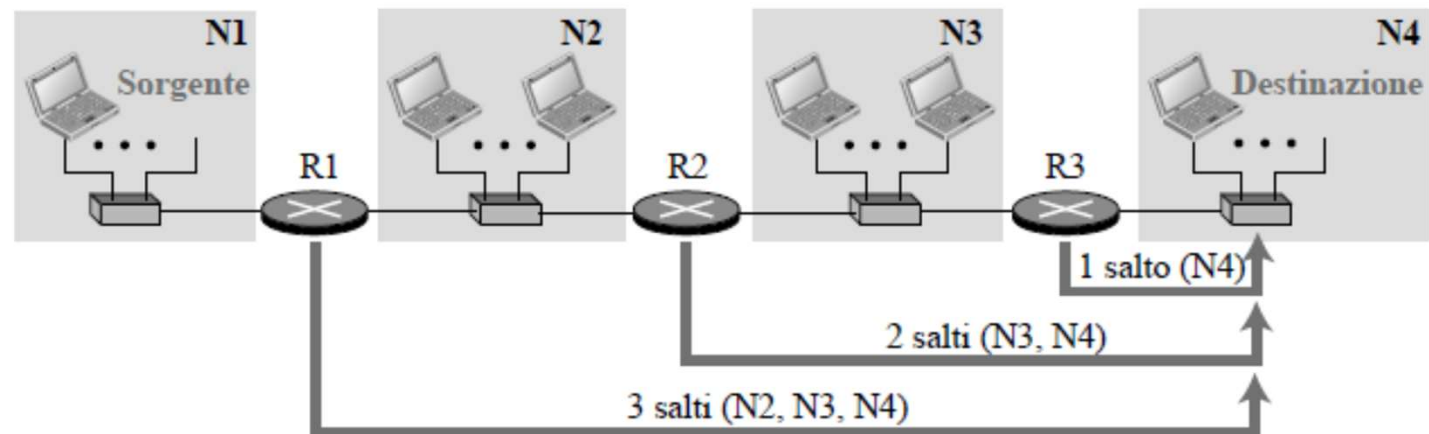 N1
N2
N3
N4
Sorgente
Destinazione
R1
R2
R3
1 salto (N4)
2 salti (N3, N4)
3 salti (N2, N3, N4)